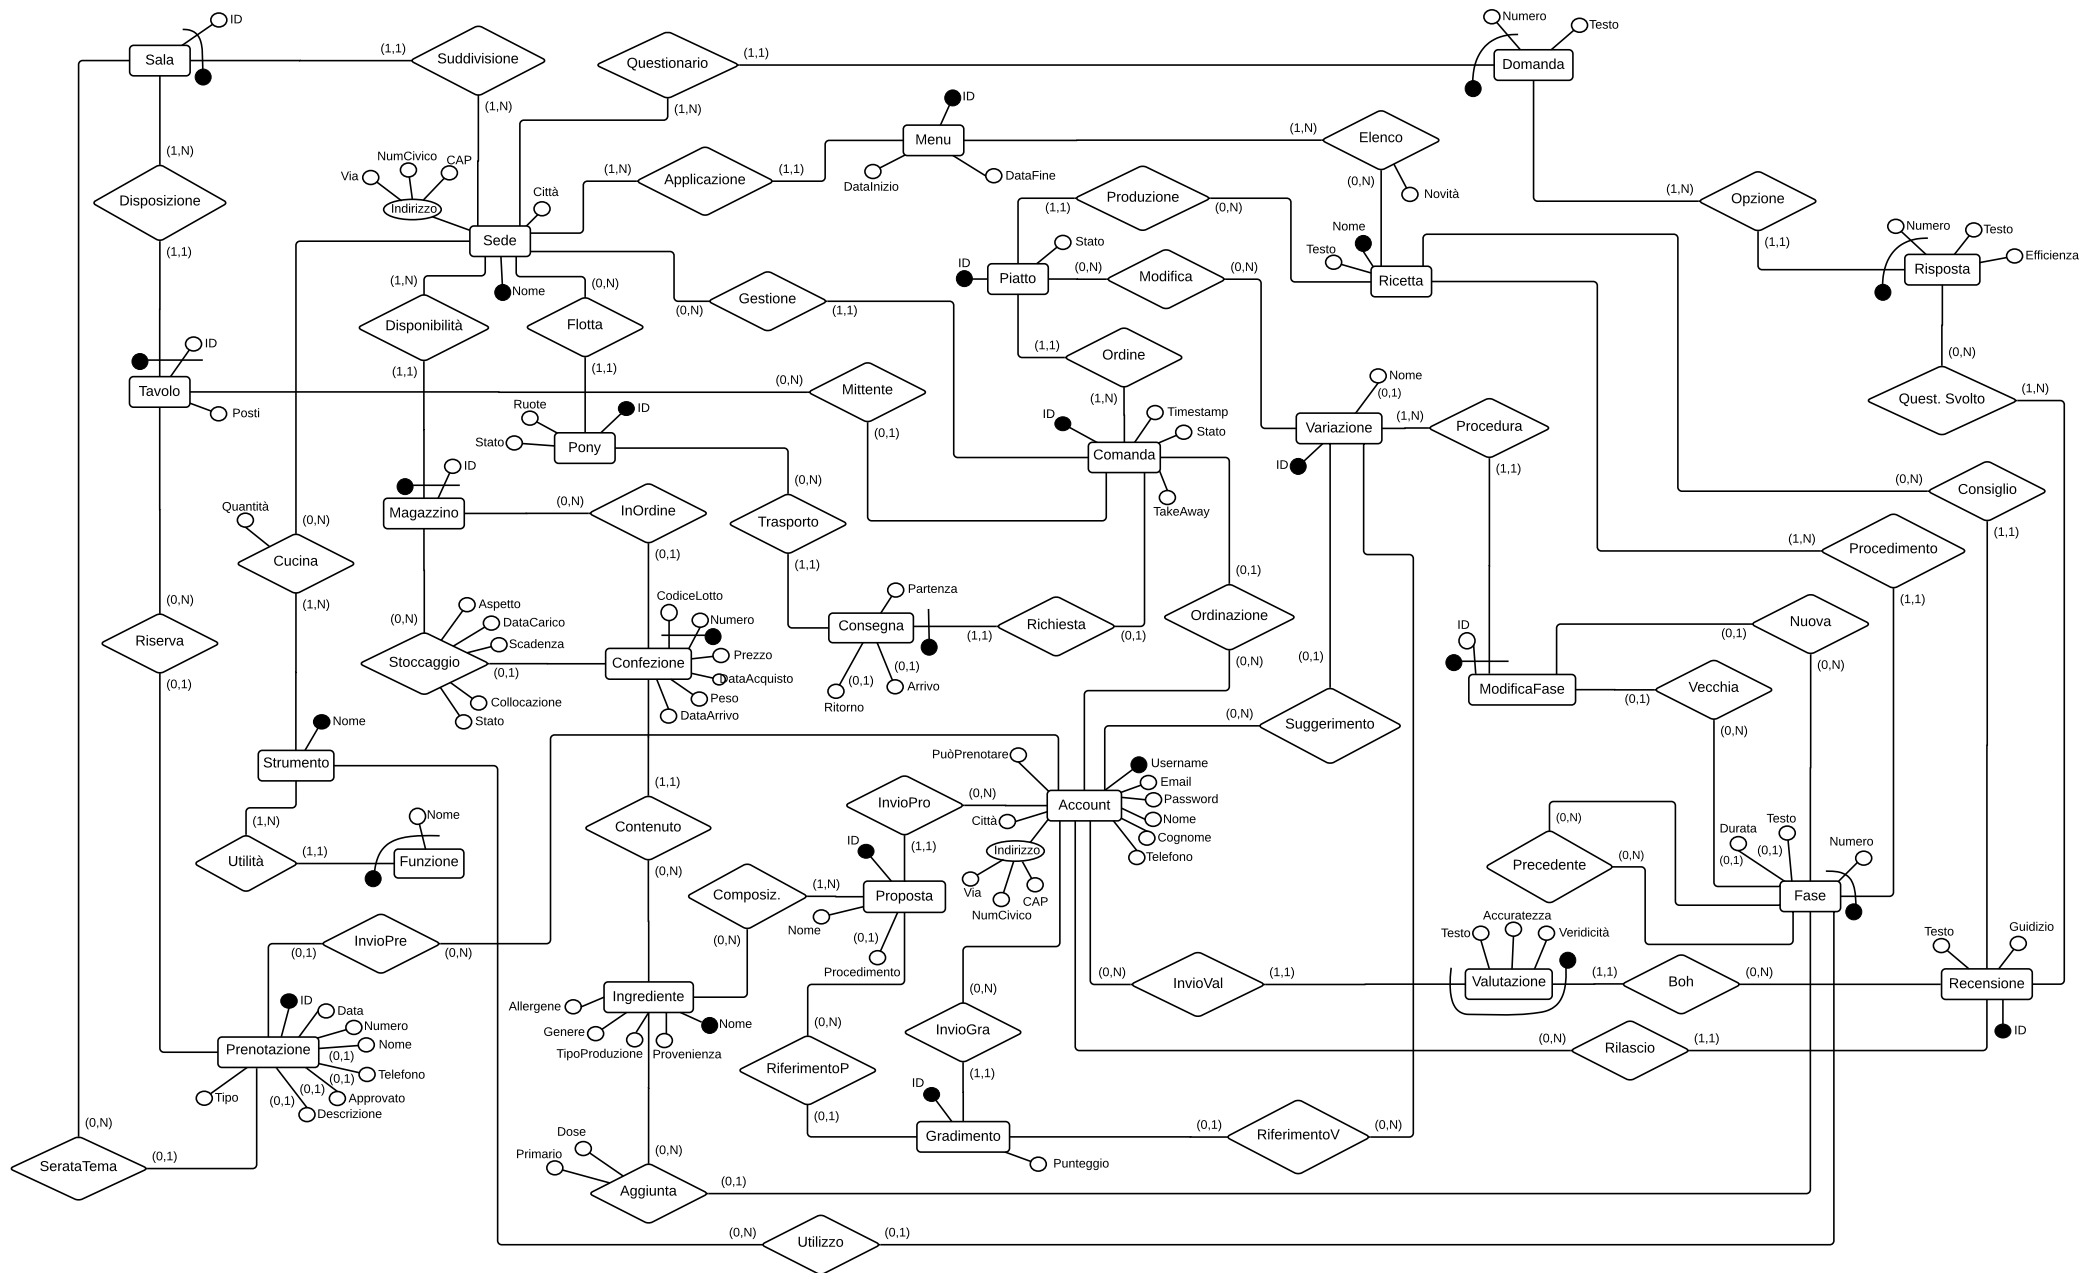 ID
Numero
Testo
Sala
(1,1)
Suddivisione
Questionario
(1,1)
Domanda
(1,N)
(1,N)
ID
Menu
(1,N)
Elenco
(1,N)
NumCivico
CAP
Via
Indirizzo
Città
(1,N)
Applicazione
(1,1)
DataInizio
DataFine
(0,N)
Novità
Disposizione
(1,1)
Produzione
(0,N)
(1,N)
Opzione
(1,1)
(1,1)
Sede
Nome
Testo
Stato
ID
Piatto
(0,N)
Modifica
(0,N)
Ricetta
Numero
Testo
Efficienza
Risposta
(1,N)
Nome
(0,N)
(0,N)
Gestione
(1,1)
Disponibilità
Flotta
(1,1)
(1,1)
(1,1)
Ordine
(1,N)
(0,N)
ID
Tavolo
Posti
(0,N)
Mittente
(0,1)
Nome
(0,1)
(1,N)
Quest. Svolto
Ruote
ID
Stato
Pony
ID
Timestamp
Stato
Comanda
TakeAway
Variazione
ID
(1,N)
Procedura
(1,1)
ID
Magazzino
(0,N)
InOrdine
(0,1)
(0,N)
Trasporto
(1,1)
(0,N)
Consiglio
(1,1)
Quantità
(0,N)
Cucina
(1,N)
(1,N)
Procedimento
(1,1)
(0,N)
Riserva
(0,1)
(0,N)
Stoccaggio
(0,1)
Aspetto
DataCarico
Scadenza
Collocazione
Stato
CodiceLotto
Numero
Confezione
Prezzo
DataAcquisto
Peso
DataArrivo
Partenza
Consegna
(0,1)
(0,1)
Arrivo
Ritorno
(1,1)
Richiesta
(0,1)
(0,1)
Ordinazione
(0,N)
(0,1)
(0,N)
Suggerimento
ID
ModificaFase
(0,1)
Nuova
(0,N)
(0,1)
Vecchia
(0,N)
Nome
Strumento
(1,N)
Utilità
(1,1)
Nome
Funzione
(1,1)
Contenuto
(0,N)
PuòPrenotare
Username
Email
Password
Account
Nome
Cognome
Telefono
Città
Indirizzo
Via
NumCivico
CAP
InvioPro
(0,N)
(1,1)
ID
Proposta
Nome
(0,1)
Procedimento
Composiz.
(1,N)
(0,N)
(0,N)
Precedente
(0,N)
Durata
(0,1)
Testo
(0,1)
Numero
Fase
(0,1)
InvioPre
(0,N)
Allergene
Ingrediente
Genere
TipoProduzione
Provenienza
Nome
(0,N)
InvioVal
(1,1)
Testo
Accuratezza
Veridicità
Valutazione
(1,1)
Boh
(0,N)
Testo
Guidizio
Recensione
ID
ID
Data
Numero
Nome
(0,1)
Telefono
(0,1)
Approvato
(0,1)
Descrizione
(0,1)
Prenotazione
Tipo
(0,N)
RiferimentoP
(0,1)
(0,N)
InvioGra
(1,1)
(0,N)
Rilascio
(1,1)
ID
Gradimento
Punteggio
(0,1)
RiferimentoV
(0,N)
(0,N)
SerataTema
(0,1)
Dose
Primario
(0,N)
Aggiunta
(0,1)
(0,N)
Utilizzo
(0,1)